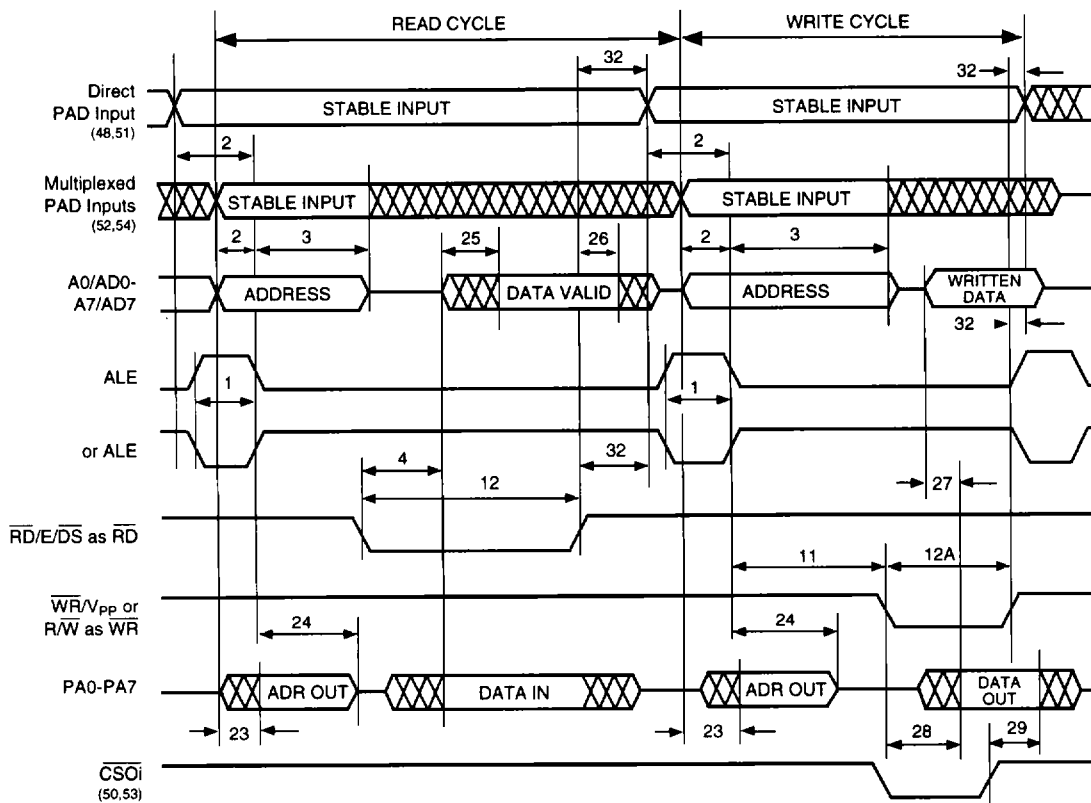 READ CYCLE
WRITE CYCLE
32
32
Direct
PAD Input
(48,51)
STABLE INPUT
STABLE INPUT
2
2
Multiplexed
PAD Inputs
(52,54)
STABLE INPUT
STABLE INPUT
2
3
25
26
2
3
A0/AD0-
A7/AD7
ADDRESS
DATA VALID
ADDRESS
WRITTEN
DATA
32
ALE
1
1
or ALE
4
32
12
27
RD/E/DS as RD
11
12A
WR/VPP or
R/W as WR
24
24
PA0-PA7
ADR OUT
DATA IN
ADR OUT
DATA
OUT
23
23
28
29
CSOi
(50,53)